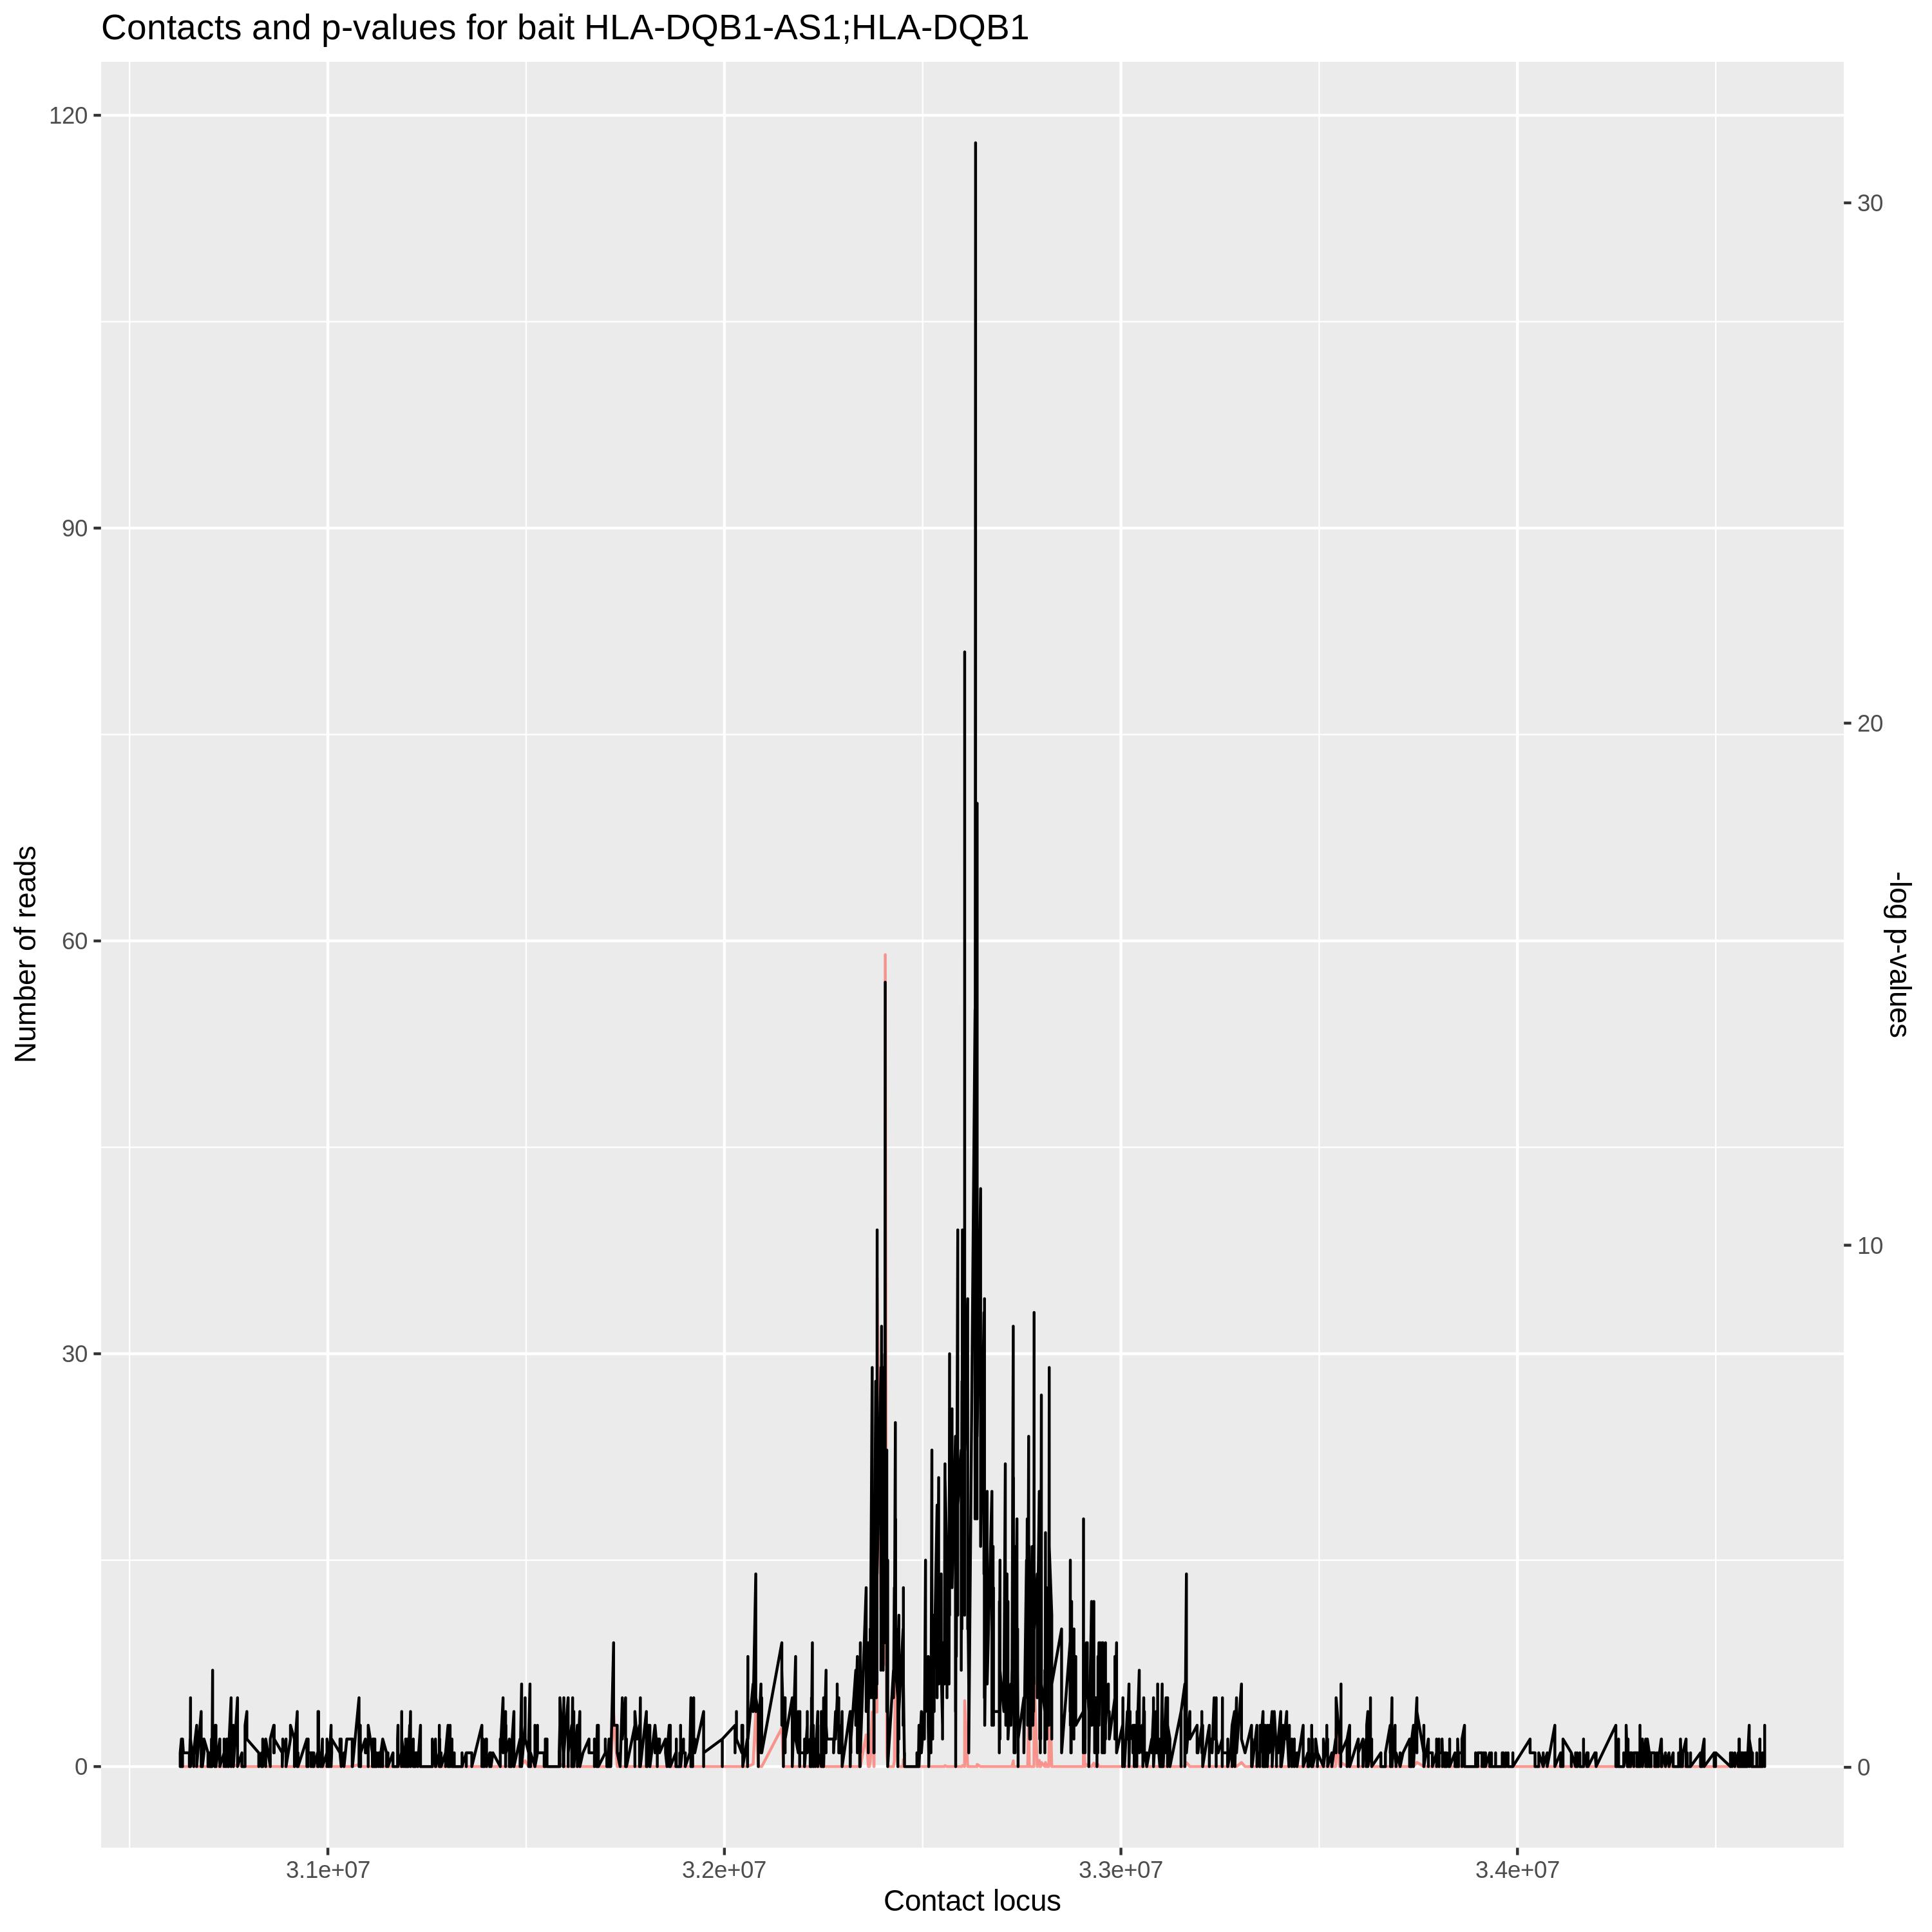 Contacts and p-values for bait HLA-DQB1-AS1;HLA-DQB1
120
90
60
30
0
Number of reads
30
20
10
0
-log p-values
3.1e+07
3.2e+07
3.3e+07
3.4e+07
Contact locus